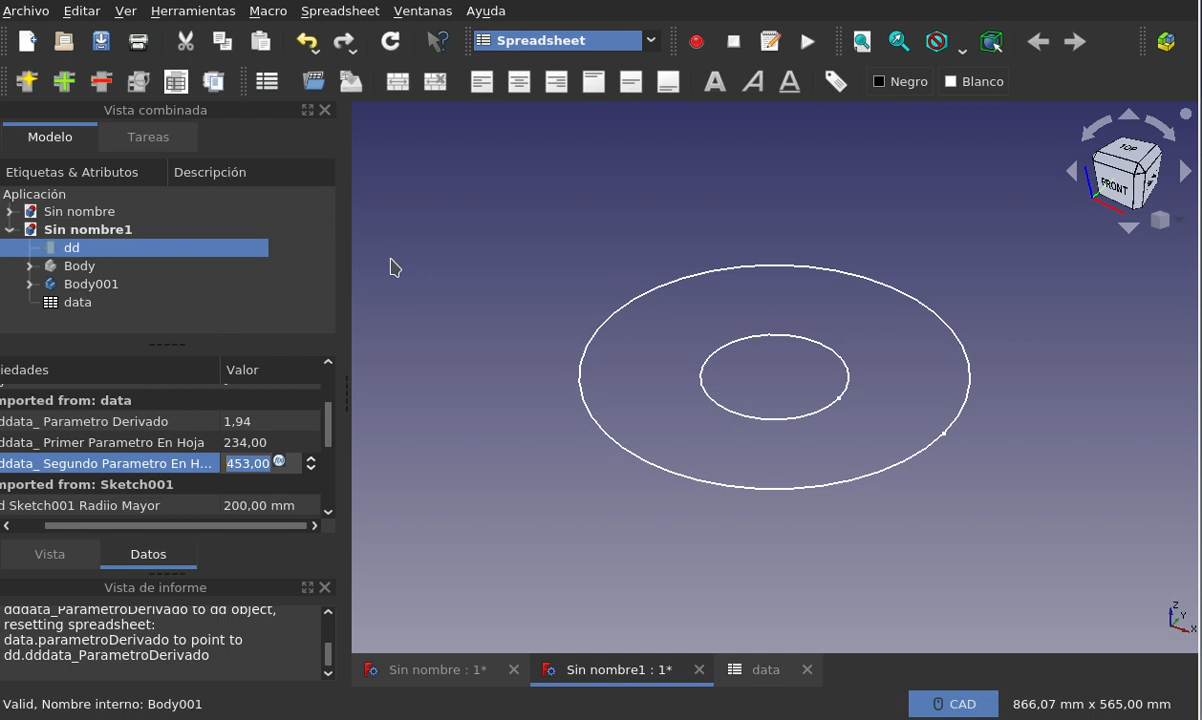 Archivo Editar Ver Herramientas Macro Spreadsheet Ventanas Ayuda
Spreadsheet
A A A Negro Blanco
Vista combinada
Modelo Tareas
Etiquetas & Atributos Descripción
Aplicación
Sin nombre
Sin nombre1
dd
Body
Body001
data
iedades Valor
mported from: data
ddata_ Parametro Derivado 1,94
ddata_ Primer Parametro En Hoja 234,00
ddata_ Segundo Parametro En H... 453,00
mported from: Sketch001
d Sketch001 Radiio Mayor 200,00 mm
Vista Datos
Vista de informe
dddata_ParametroDerivado to dd object,
resetting spreadsheet:
data.parametroDerivado to point to
dd.dddata_ParametroDerivado
TOP
FRONT
Z
Y
X
Sin nombre : 1* Sin nombre1 : 1* data
Valid, Nombre interno: Body001 CAD 866,07 mm x 565,00 mm